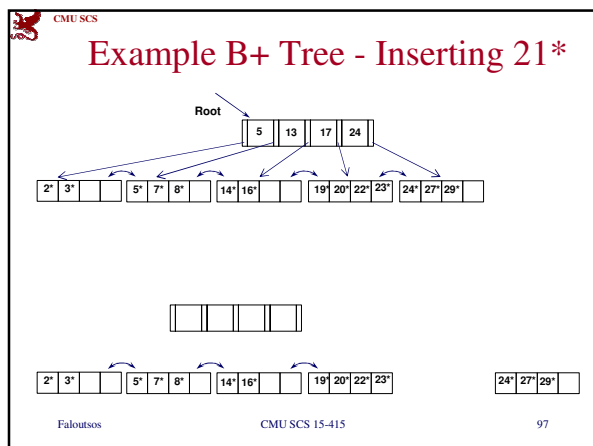 CMU SCS
Example B+ Tree - Inserting 21*
Root
5 13 17 24
2* 3* 5* 7* 8* 14* 16* 19* 20* 22* 23* 24* 27* 29*
2* 3* 5* 7* 8* 14* 16* 19* 20* 22* 23* 24* 27* 29*
Faloutsos CMU SCS 15-415 97